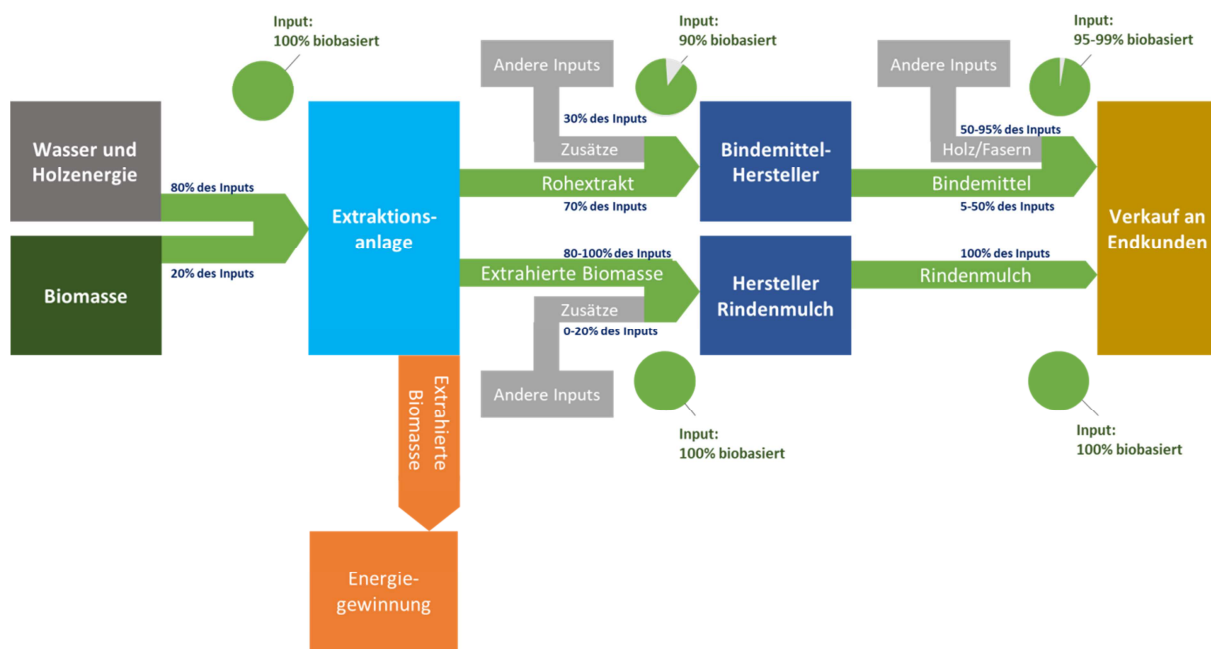 Input:
100% biobasiert
Input:
90% biobasiert
Input:
95-99% biobasiert
Andere Inputs
Andere Inputs
Wasser und
Holzenergie
80% des Inputs
20% des Inputs
Biomasse
Extraktions-
anlage
30% des Inputs
Zusätze
Rohextrakt
70% des Inputs
Bindemittel-
Hersteller
50-95% des Inputs
Holz/Fasern
Bindemittel
5-50% des Inputs
Verkauf an
Endkunden
80-100% des Inputs
Extrahierte Biomasse
Zusätze
0-20% des Inputs
Andere Inputs
Hersteller
Rindenmulch
100% des Inputs
Rindenmulch
Input:
100% biobasiert
Input:
100% biobasiert
Extrahierte
Biomasse
Energie-
gewinnung